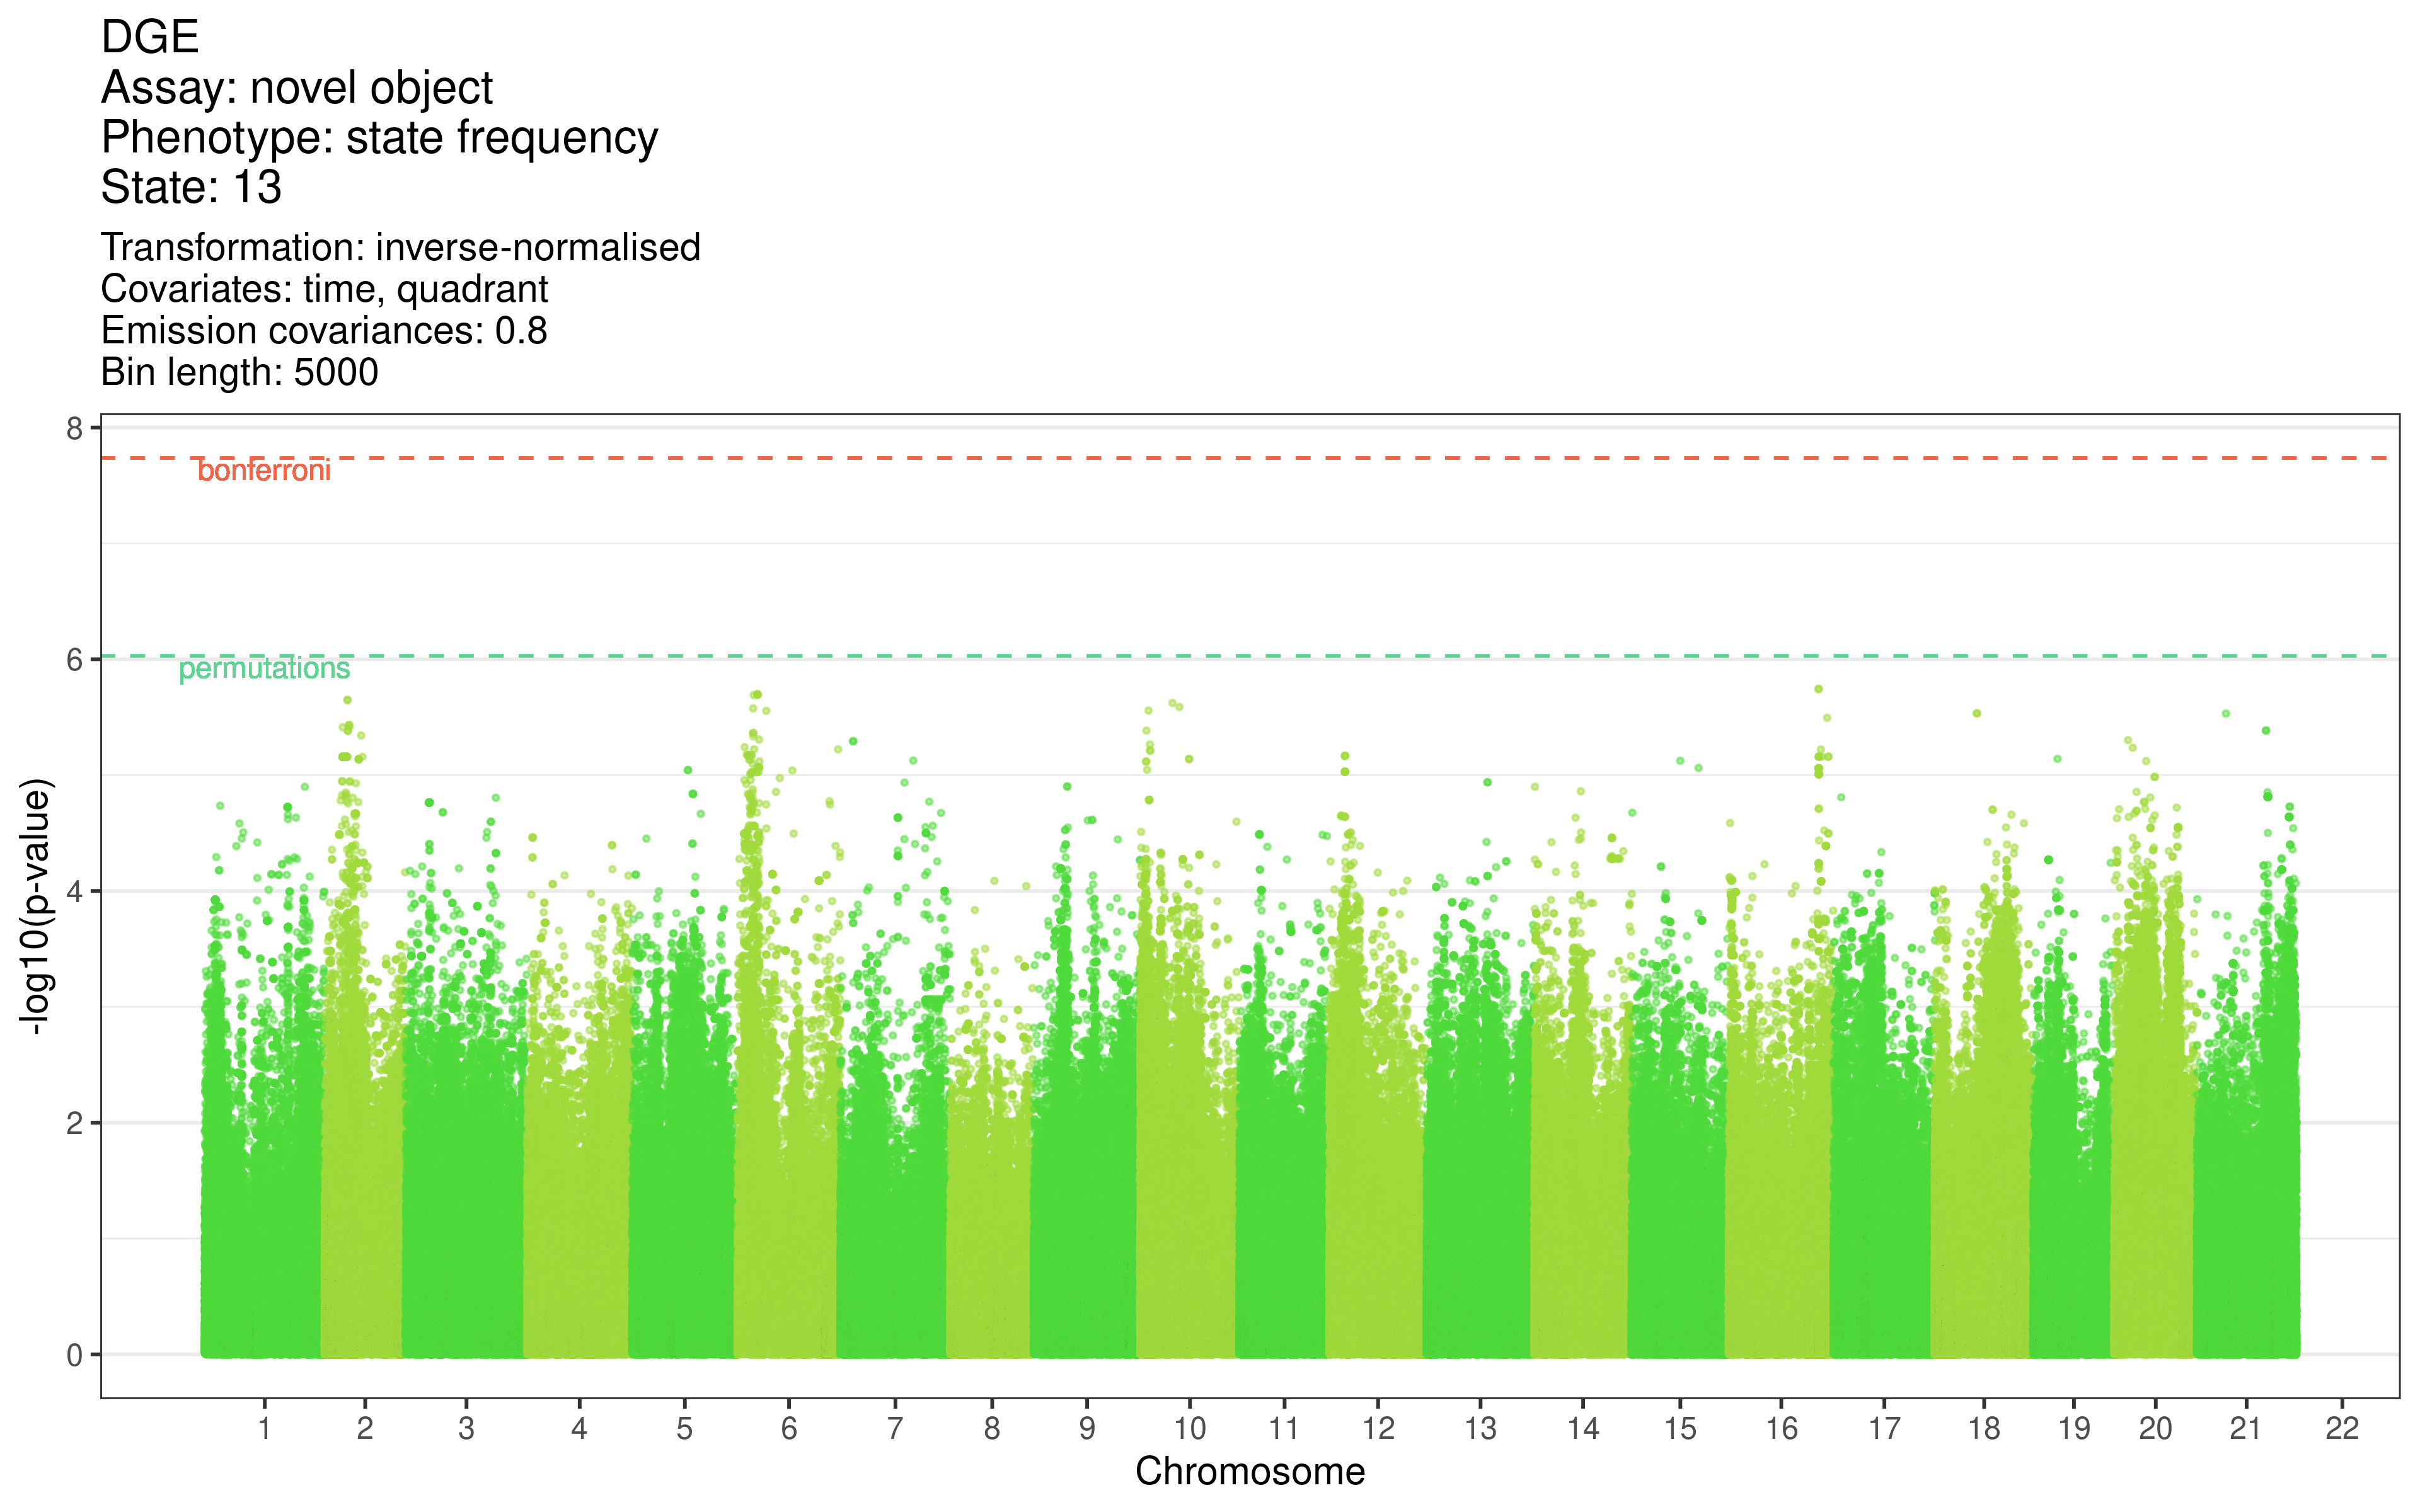 DGE
Assay: novel object
Phenotype: state frequency
State: 13
Transformation: inverse-normalised
Covariates: time, quadrant
Emission covariances: 0.8
Bin length: 5000
8
bonferroni
6
permutations
4
2
0
-log10(p-value)
1 2 3 4 5 6 7 8 9 10 11 12 13 14 15 16 17 18 19 20 21 22
Chromosome